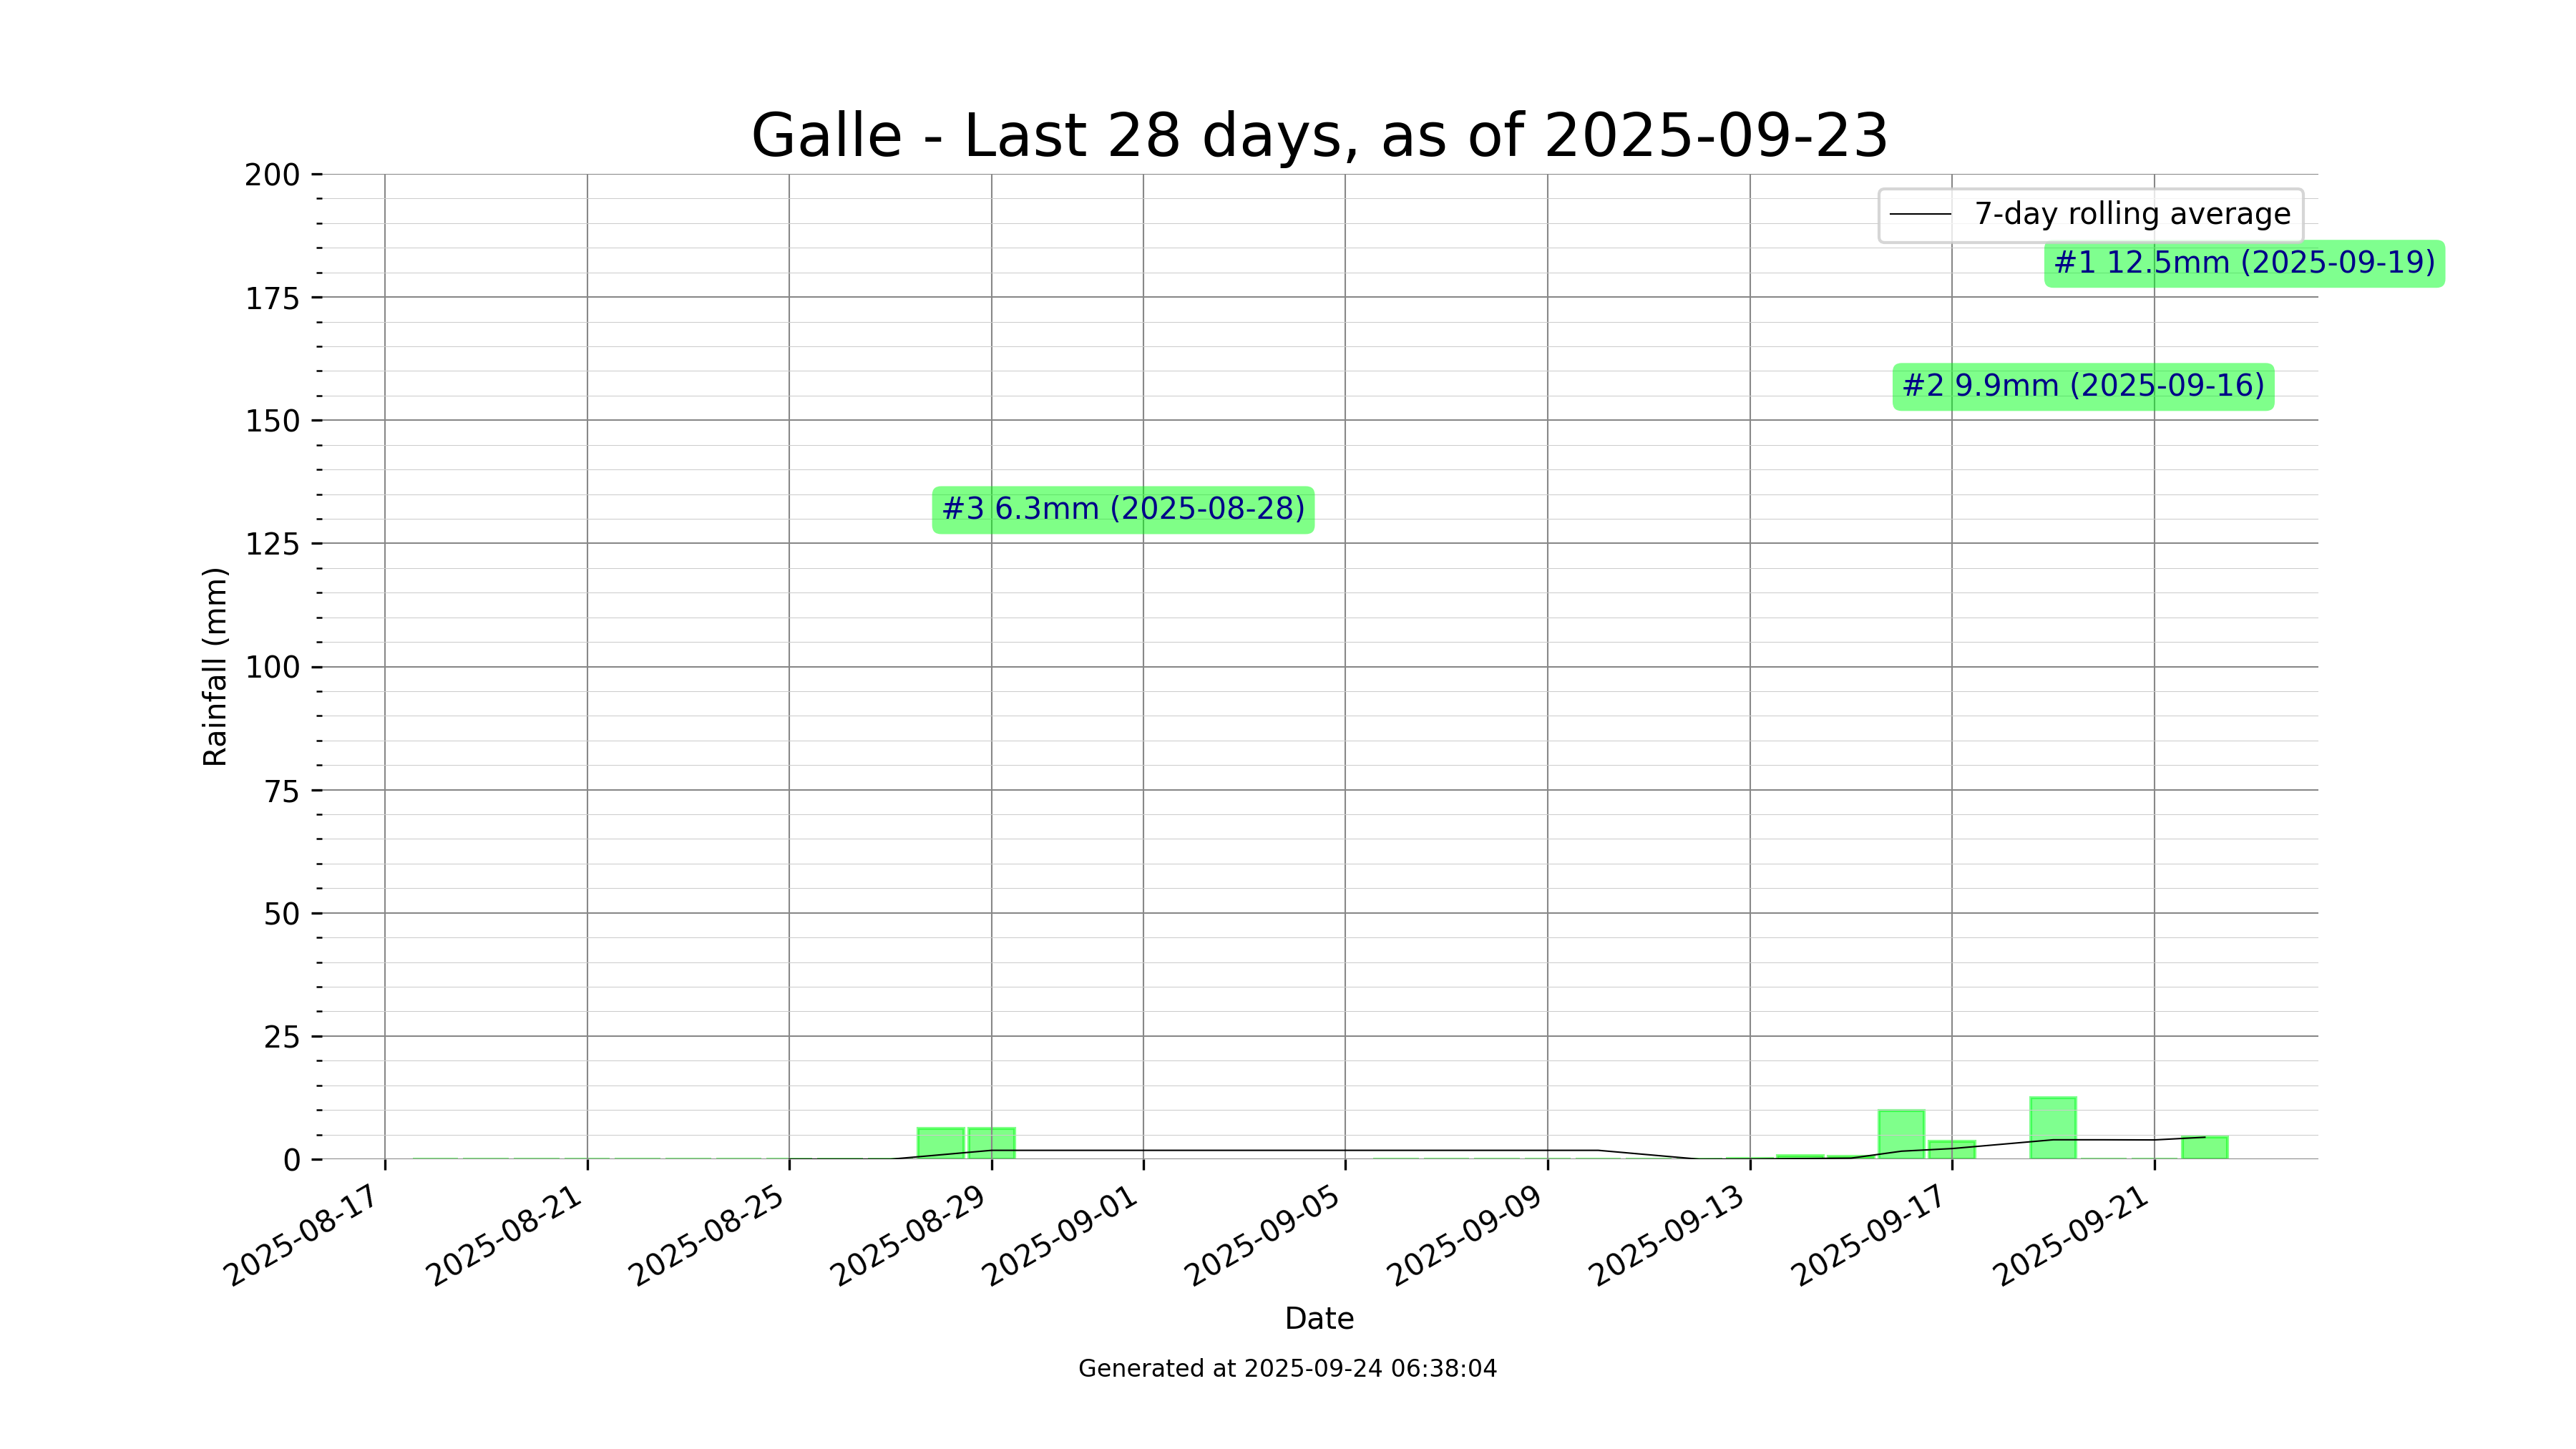 Galle - Last 28 days, as of 2025-09-23
200
175
150
125
100
75
50
25
0
Rainfall (mm)
7-day rolling average
#1 12.5mm (2025-09-19)
#2 9.9mm (2025-09-16)
#3 6.3mm (2025-08-28)
2025-08-17
2025-08-21
2025-08-25
2025-08-29
2025-09-01
2025-09-05
2025-09-09
2025-09-13
2025-09-17
2025-09-21
Date
Generated at 2025-09-24 06:38:04